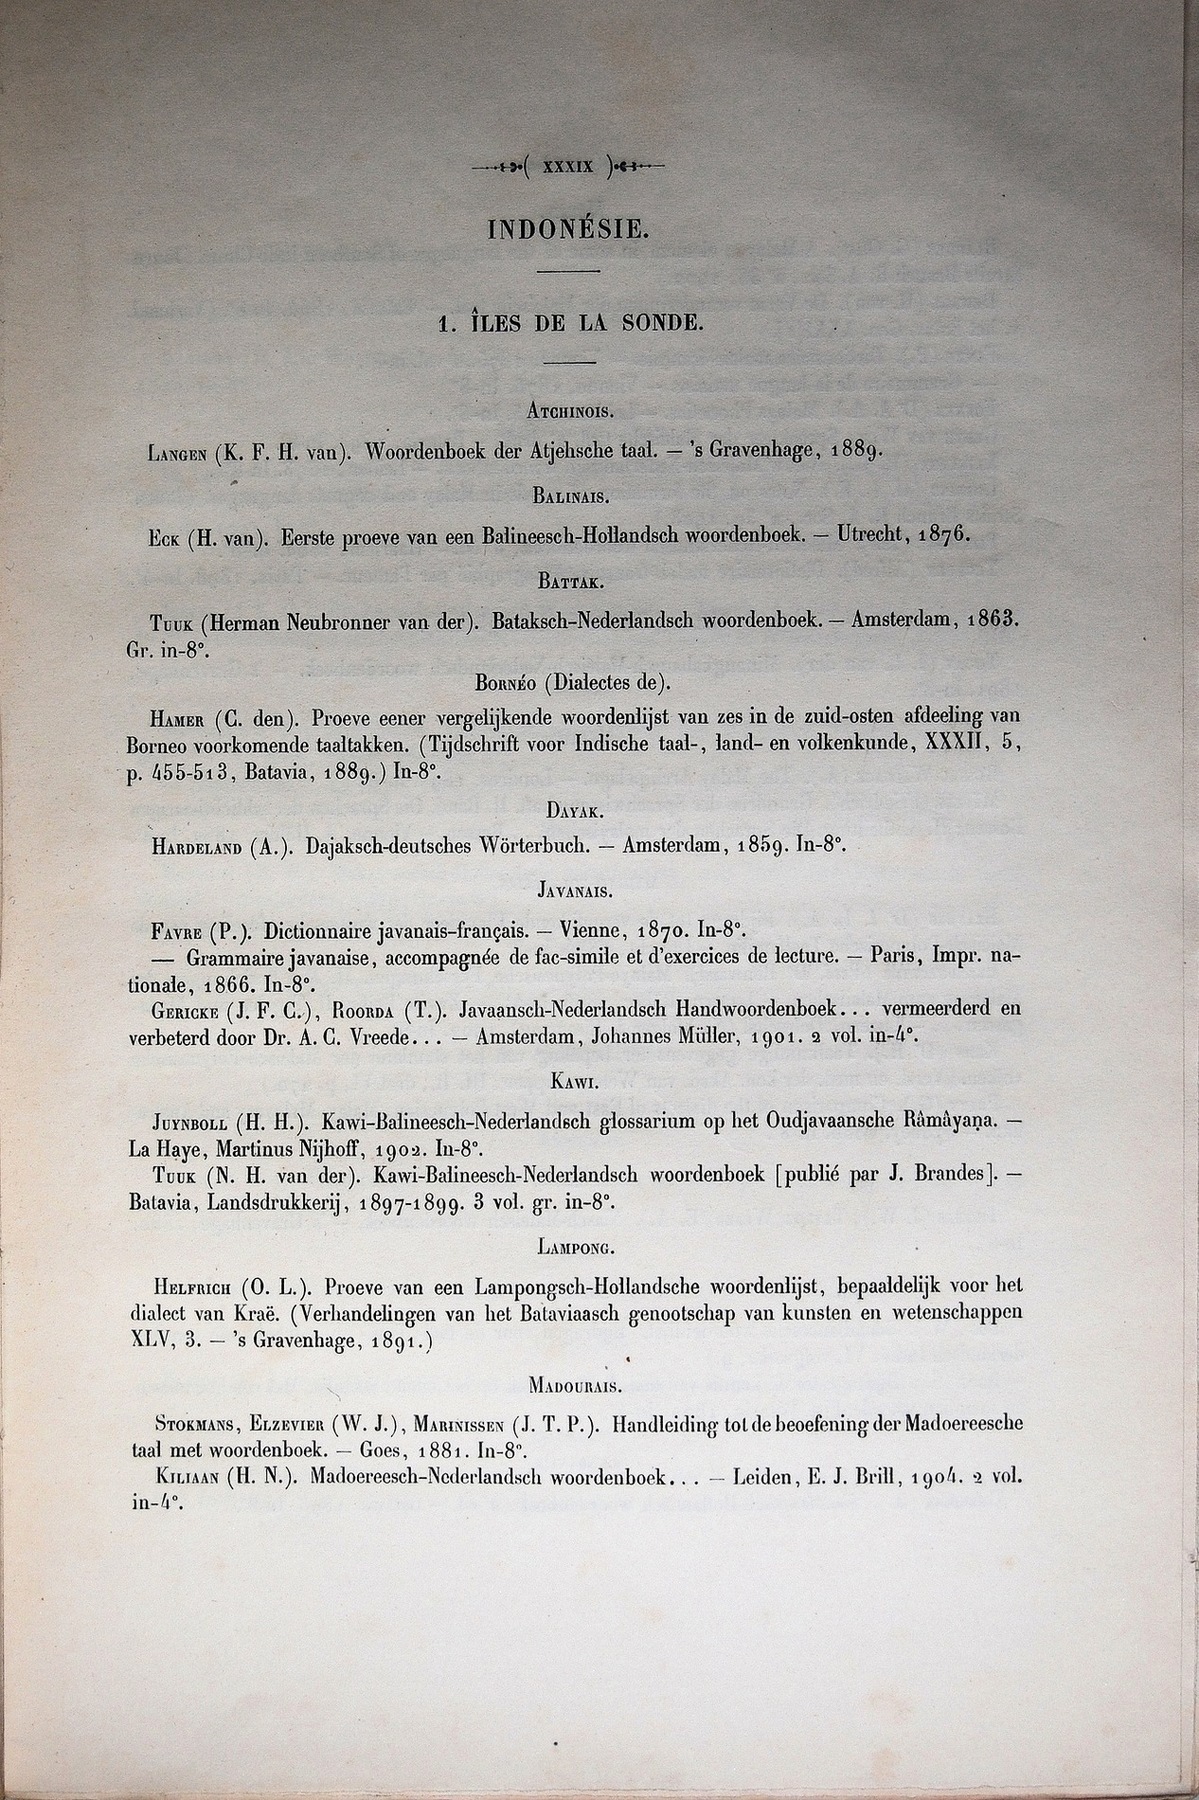 ( XXXIX )
INDONÉSIE.
1. ÎLES DE LA SONDE.
ATCHINOIS.
LANGEN (K. F. H. van). Woordenboek der Atjehsche taal. — 's Gravenhage, 1889.
BALINAIS.
ECK (H. van). Eerste proeve van een Balineesch-Hollandsch woordenboek. — Utrecht, 1876.
BATTAK.
TUUK (Herman Neubronner van der). Bataksch-Nederlandsch woordenboek. — Amsterdam, 1863.
Gr. in-8°.
BORNÉO (Dialectes de).
HAMER (C. den). Proeve eener vergelijkende woordenlijst van zes in de zuid-osten afdeeling van
Borneo voorkomende taaltakken. (Tijdschrift voor Indische taal-, land- en volkenkunde, XXXII, 5,
p. 455-513, Batavia, 1889.) In-8°.
DAYAK.
HARDELAND (A.). Dajaksch-deutsches Wörterbuch. — Amsterdam, 1859. In-8°.
JAVANAIS.
FAVRE (P.). Dictionnaire javanais-français. — Vienne, 1870. In-8°.
— Grammaire javanaise, accompagnée de fac-simile et d'exercices de lecture. — Paris, Impr. na-
tionale, 1866. In-8°.
GERICKE (J. F. C.), ROORDA (T.). Javaansch-Nederlandsch Handwoordenboek... vermeerderd en
verbeterd door Dr. A. C. Vreede... — Amsterdam, Johannes Müller, 1901. 2 vol. in-4°.
KAWI.
JUYNBOLL (H. H.). Kawi-Balineesch-Nederlandsch glossarium op het Oudjavaansche Râmâyaṇa. —
La Haye, Martinus Nijhoff, 1902. In-8°.
TUUK (N. H. van der). Kawi-Balineesch-Nederlandsch woordenboek [publié par J. Brandes]. —
Batavia, Landsdrukkerij, 1897-1899. 3 vol. gr. in-8°.
LAMPONG.
HELFRICH (O. L.). Proeve van een Lampongsch-Hollandsche woordenlijst, bepaaldelijk voor het
dialect van Kraë. (Verhandelingen van het Bataviaasch genootschap van kunsten en wetenschappen
XLV, 3. — 's Gravenhage, 1891.)
MADOURAIS.
STOKMANS, ELZEVIER (W. J.), MARINISSEN (J. T. P.). Handleiding tot de beoefening der Madoereesche
taal met woordenboek. — Goes, 1881. In-8°.
KILIAAN (H. N.). Madoereesch-Nederlandsch woordenboek... — Leiden, E. J. Brill, 1904. 2 vol.
in-4°.